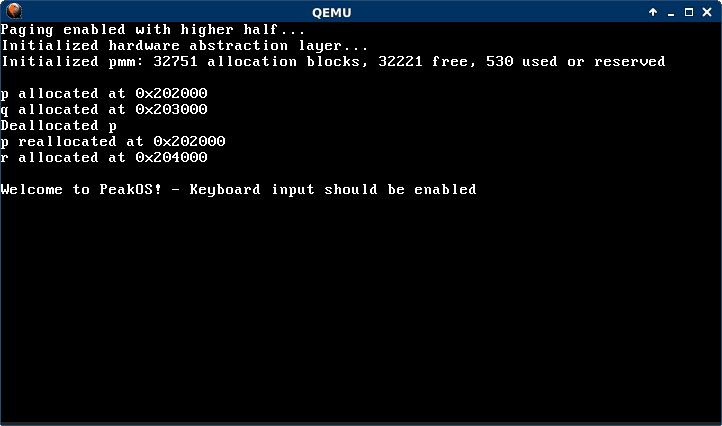 QEMU
Paging enabled with higher half...
Initialized hardware abstraction layer...
Initialized pmm: 32751 allocation blocks, 32221 free, 530 used or reserved
p allocated at 0x202000
q allocated at 0x203000
Deallocated p
p reallocated at 0x202000
r allocated at 0x204000
Welcome to PeakOS! - Keyboard input should be enabled